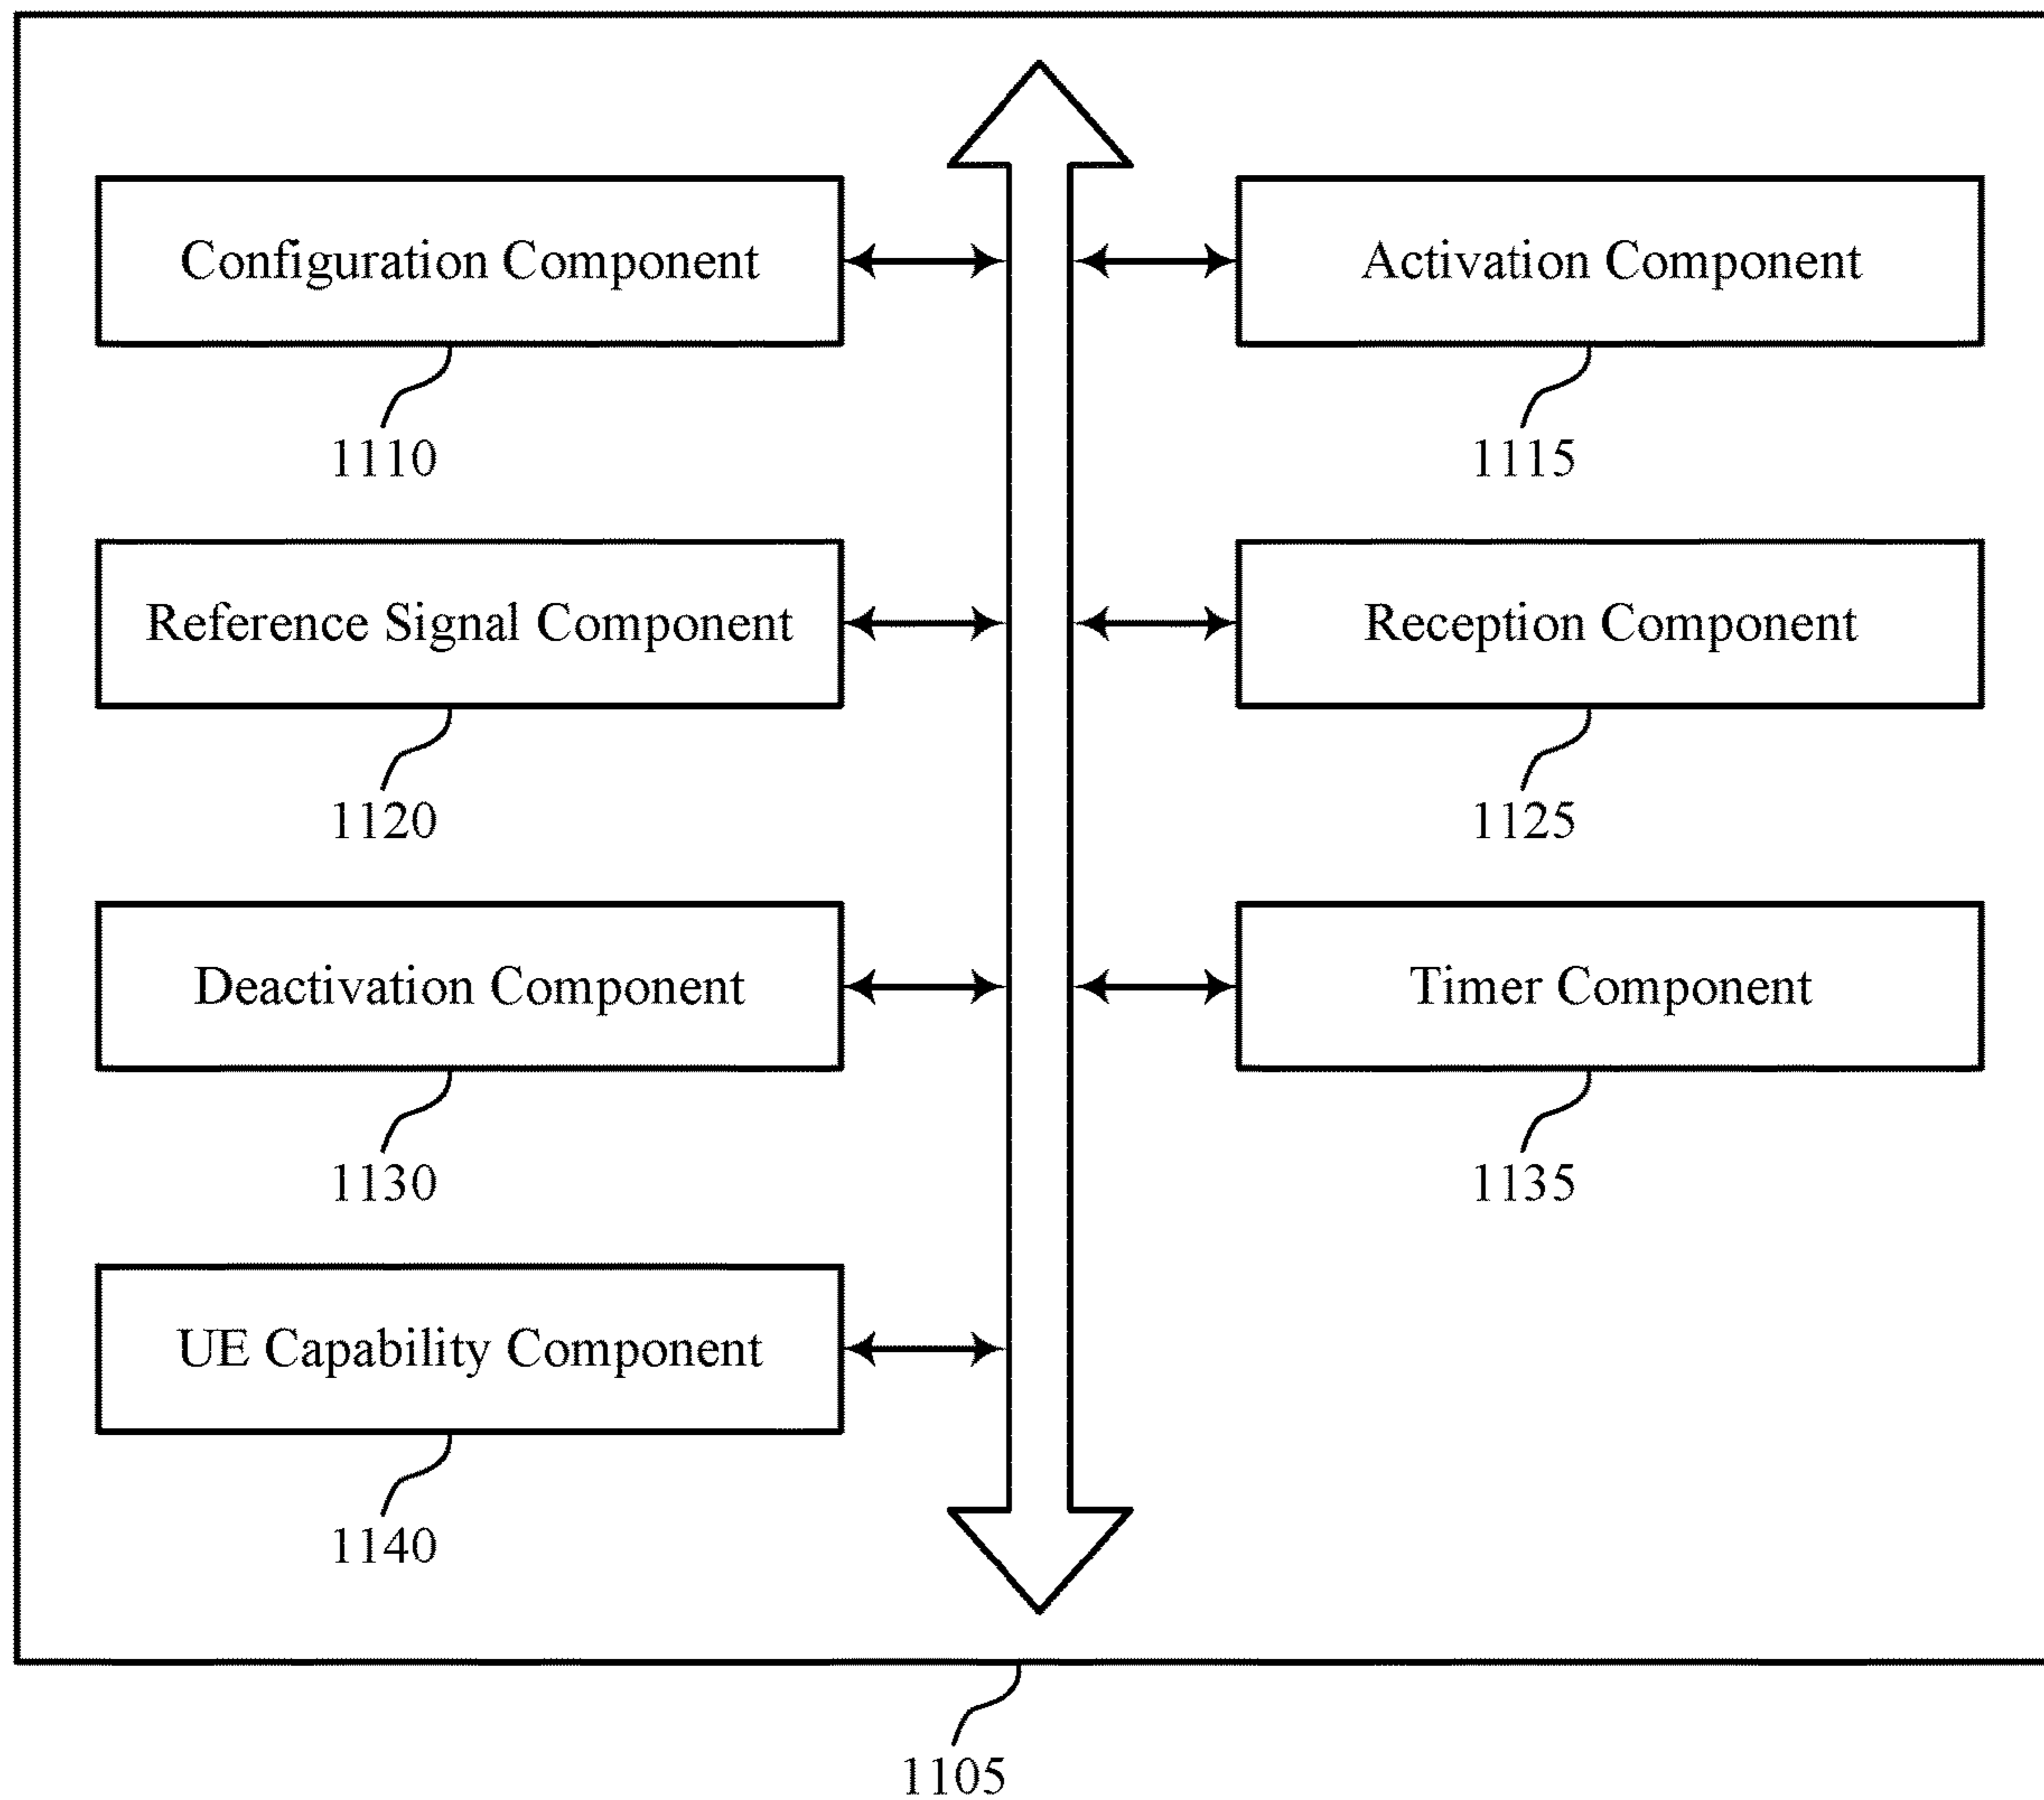 Configuration Component
Activation Component
1110
1115
Reference Signal Component
Reception Component
1120
1125
Deactivation Component
Timer Component
1130
1135
UE Capability Component
1140
1105